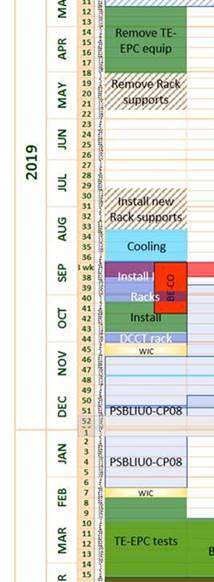 2019
MA
APR
MAY
JUN
JUL
AUG
SEP
OCT
NOV
DEC
JAN
FEB
MAR
11
12
13
14
15
16
17
18
19
20
21
22
23
24
25
26
27
28
29
30
31
32
33
34
35
36
37
38
39
40
41
42
43
44
45
46
47
48
49
50
51
52
1
2
3
4
5
6
7
8
9
10
11
12
13
14
15
Remove TE-
EPC equip
Remove Rack
supports
Install new
Rack supports
Cooling
wk
Install
Racks
BE-CO
Install
DCCT rack
WIC
PSBLIU0-CP08
PSBLIU0-CP08
WIC
TE-EPC tests